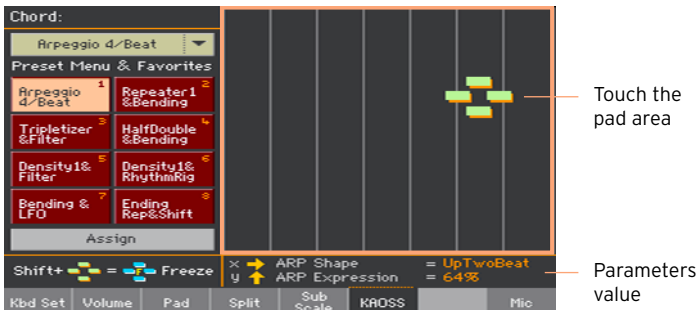 Chord:
Arpeggio 4/Beat
Preset Menu & Favorites
Arpeggio 4/Beat 1
Repeater1 &Bending 2
Tripletizer &Filter 3
HalfDouble &Bending 4
Density1& Filter 5
Density1& RhythmRig 6
Bending & LFO 7
Ending Rep&Shift 8
Assign
Shift+ = F Freeze
x ARP Shape = UpTwoBeat
y ARP Expression = 64%
Kbd Set Volume Pad Split Sub Scale KAOSS Mic
Touch the
pad area
Parameters
value